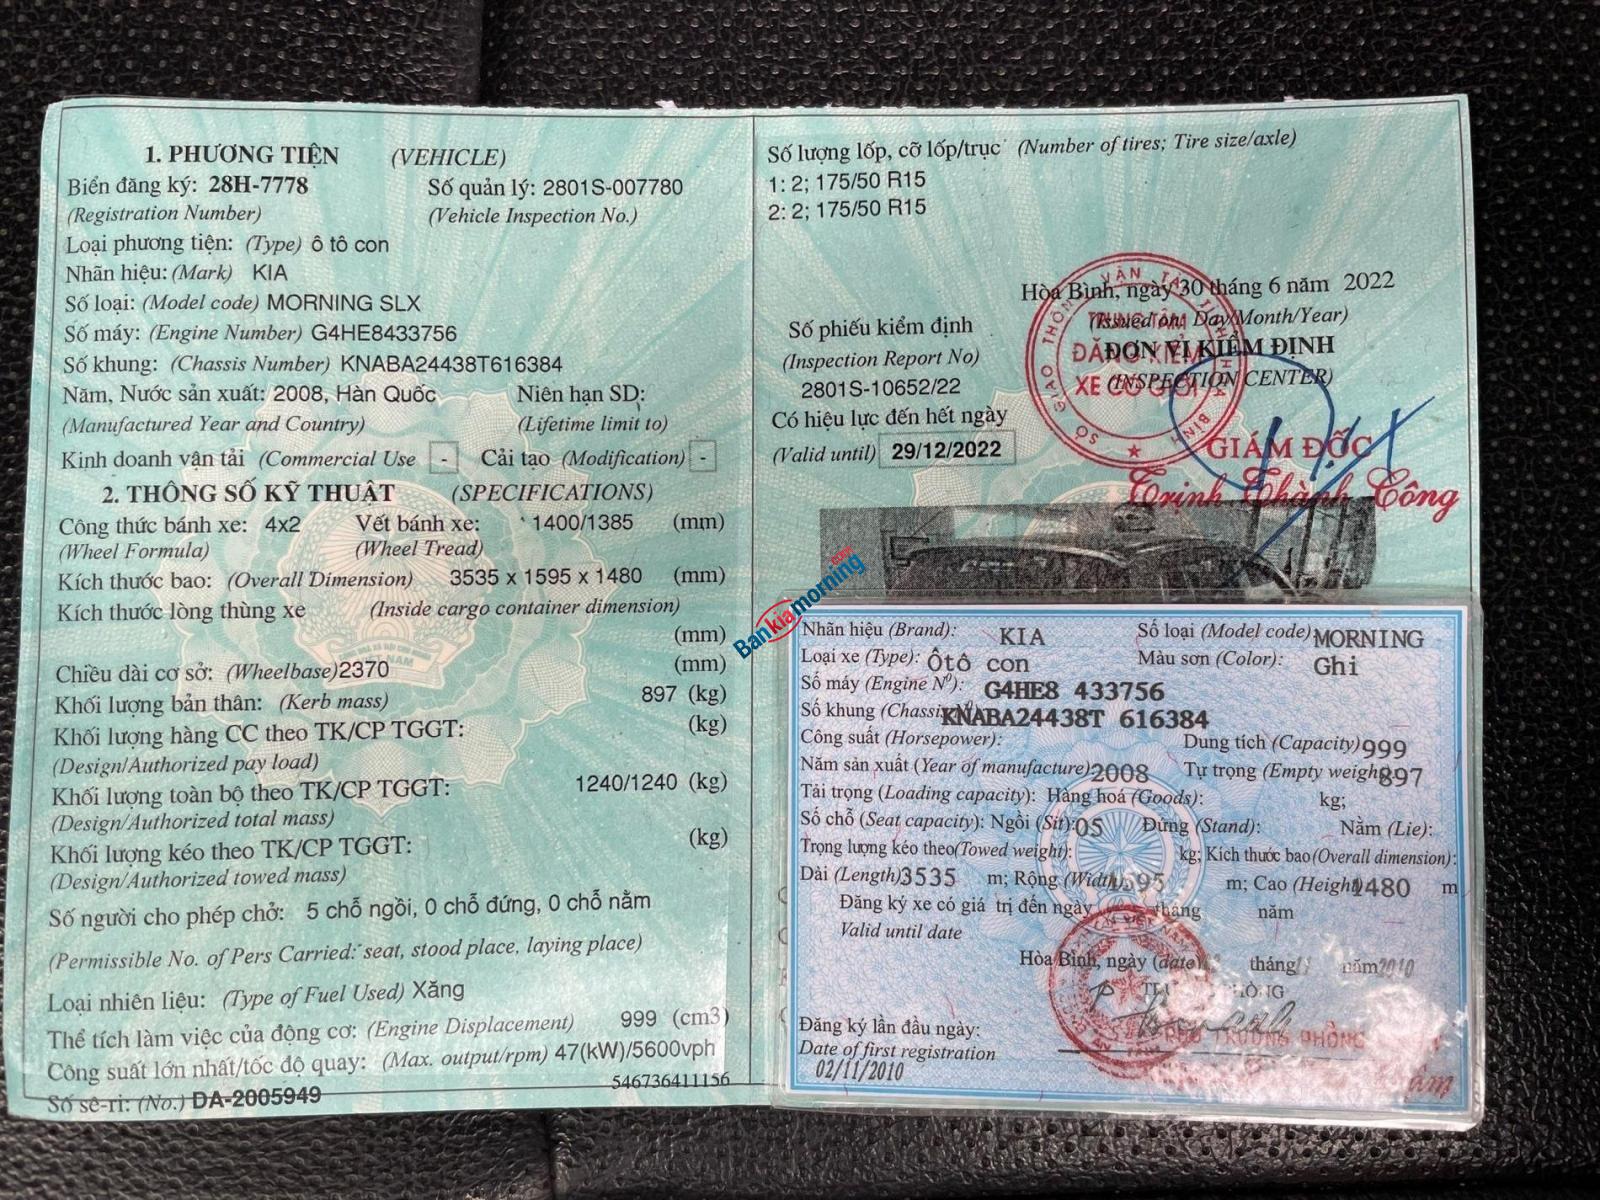 1. PHƯƠNG TIỆN (VEHICLE)
Biển đăng ký: 28H-7778 Số quản lý: 2801S-007780
(Registration Number) (Vehicle Inspection No.)
Loại phương tiện: (Type) ô tô con
Nhãn hiệu: (Mark) KIA
Số loại: (Model code) MORNING SLX
Số máy: (Engine Number) G4HE8433756
Số khung: (Chassis Number) KNABA24438T616384
Năm, Nước sản xuất: 2008, Hàn Quốc Niên hạn SD:
(Manufactured Year and Country) (Lifetime limit to)
Kinh doanh vận tải (Commercial Use - Cải tạo (Modification) -
2. THÔNG SỐ KỸ THUẬT (SPECIFICATIONS)
Công thức bánh xe: 4x2 Vết bánh xe: 1400/1385 (mm)
(Wheel Formula) (Wheel Tread)
Kích thước bao: (Overall Dimension) 3535 x 1595 x 1480 (mm)
Kích thước lòng thùng xe (Inside cargo container dimension)
(mm)
Chiều dài cơ sở: (Wheelbase) 2370 (mm)
Khối lượng bản thân: (Kerb mass) 897 (kg)
Khối lượng hàng CC theo TK/CP TGGT: (kg)
(Design/Authorized pay load)
Khối lượng toàn bộ theo TK/CP TGGT: 1240/1240 (kg)
(Design/Authorized total mass)
Khối lượng kéo theo TK/CP TGGT: (kg)
(Design/Authorized towed mass)
Số người cho phép chở: 5 chỗ ngồi, 0 chỗ đứng, 0 chỗ nằm
(Permissible No. of Pers Carried: seat, stood place, laying place)
Loại nhiên liệu: (Type of Fuel Used) Xăng
Thể tích làm việc của động cơ: (Engine Displacement) 999 (cm3)
Công suất lớn nhất/tốc độ quay: (Max. output/rpm) 47(kW)/5600vph
546736411156
Số sê-ri: (No.) DA-2005949
Số lượng lốp, cỡ lốp/trục (Number of tires; Tire size/axle)
1: 2; 175/50 R15
2: 2; 175/50 R15
Hòa Bình, ngày 30 tháng 6 năm 2022
(Issued on: Day/Month/Year)
Số phiếu kiểm định
ĐƠN VỊ KIỂM ĐỊNH
(Inspection Report No)
(INSPECTION CENTER)
2801S-10652/22
Có hiệu lực đến hết ngày
(Valid until) 29/12/2022
TRUNG TÂM
ĐĂNG KIỂM
XE CƠ GIỚI
GIÁM ĐỐC
Trịnh Thành Công
Bankiamorning.com
Nhãn hiệu (Brand): KIA Số loại (Model code): MORNING
Loại xe (Type): Ôtô con Màu sơn (Color): Ghi
Số máy (Engine Nº): G4HE8 433756
Số khung (Chassis Nº): KNABA24438T 616384
Công suất (Horsepower): Dung tích (Capacity) 999
Năm sản xuất (Year of manufacture) 2008 Tự trọng (Empty weight) 897
Tải trọng (Loading capacity): Hàng hoá (Goods): kg;
Số chỗ (Seat capacity): Ngồi (Sit): 05 Đứng (Stand): Nằm (Lie):
Trọng lượng kéo theo (Towed weight): kg; Kích thước bao (Overall dimension):
Dài (Length) 3535 m; Rộng (Width) 1595 m; Cao (Height) 1480 m
Đăng ký xe có giá trị đến ngày tháng năm
Valid until date
Hòa Bình, ngày (date) tháng 11 năm 2010
Đăng ký lần đầu ngày:
Date of first registration
02/11/2010
PHÓ TRƯỞNG PHÒNG